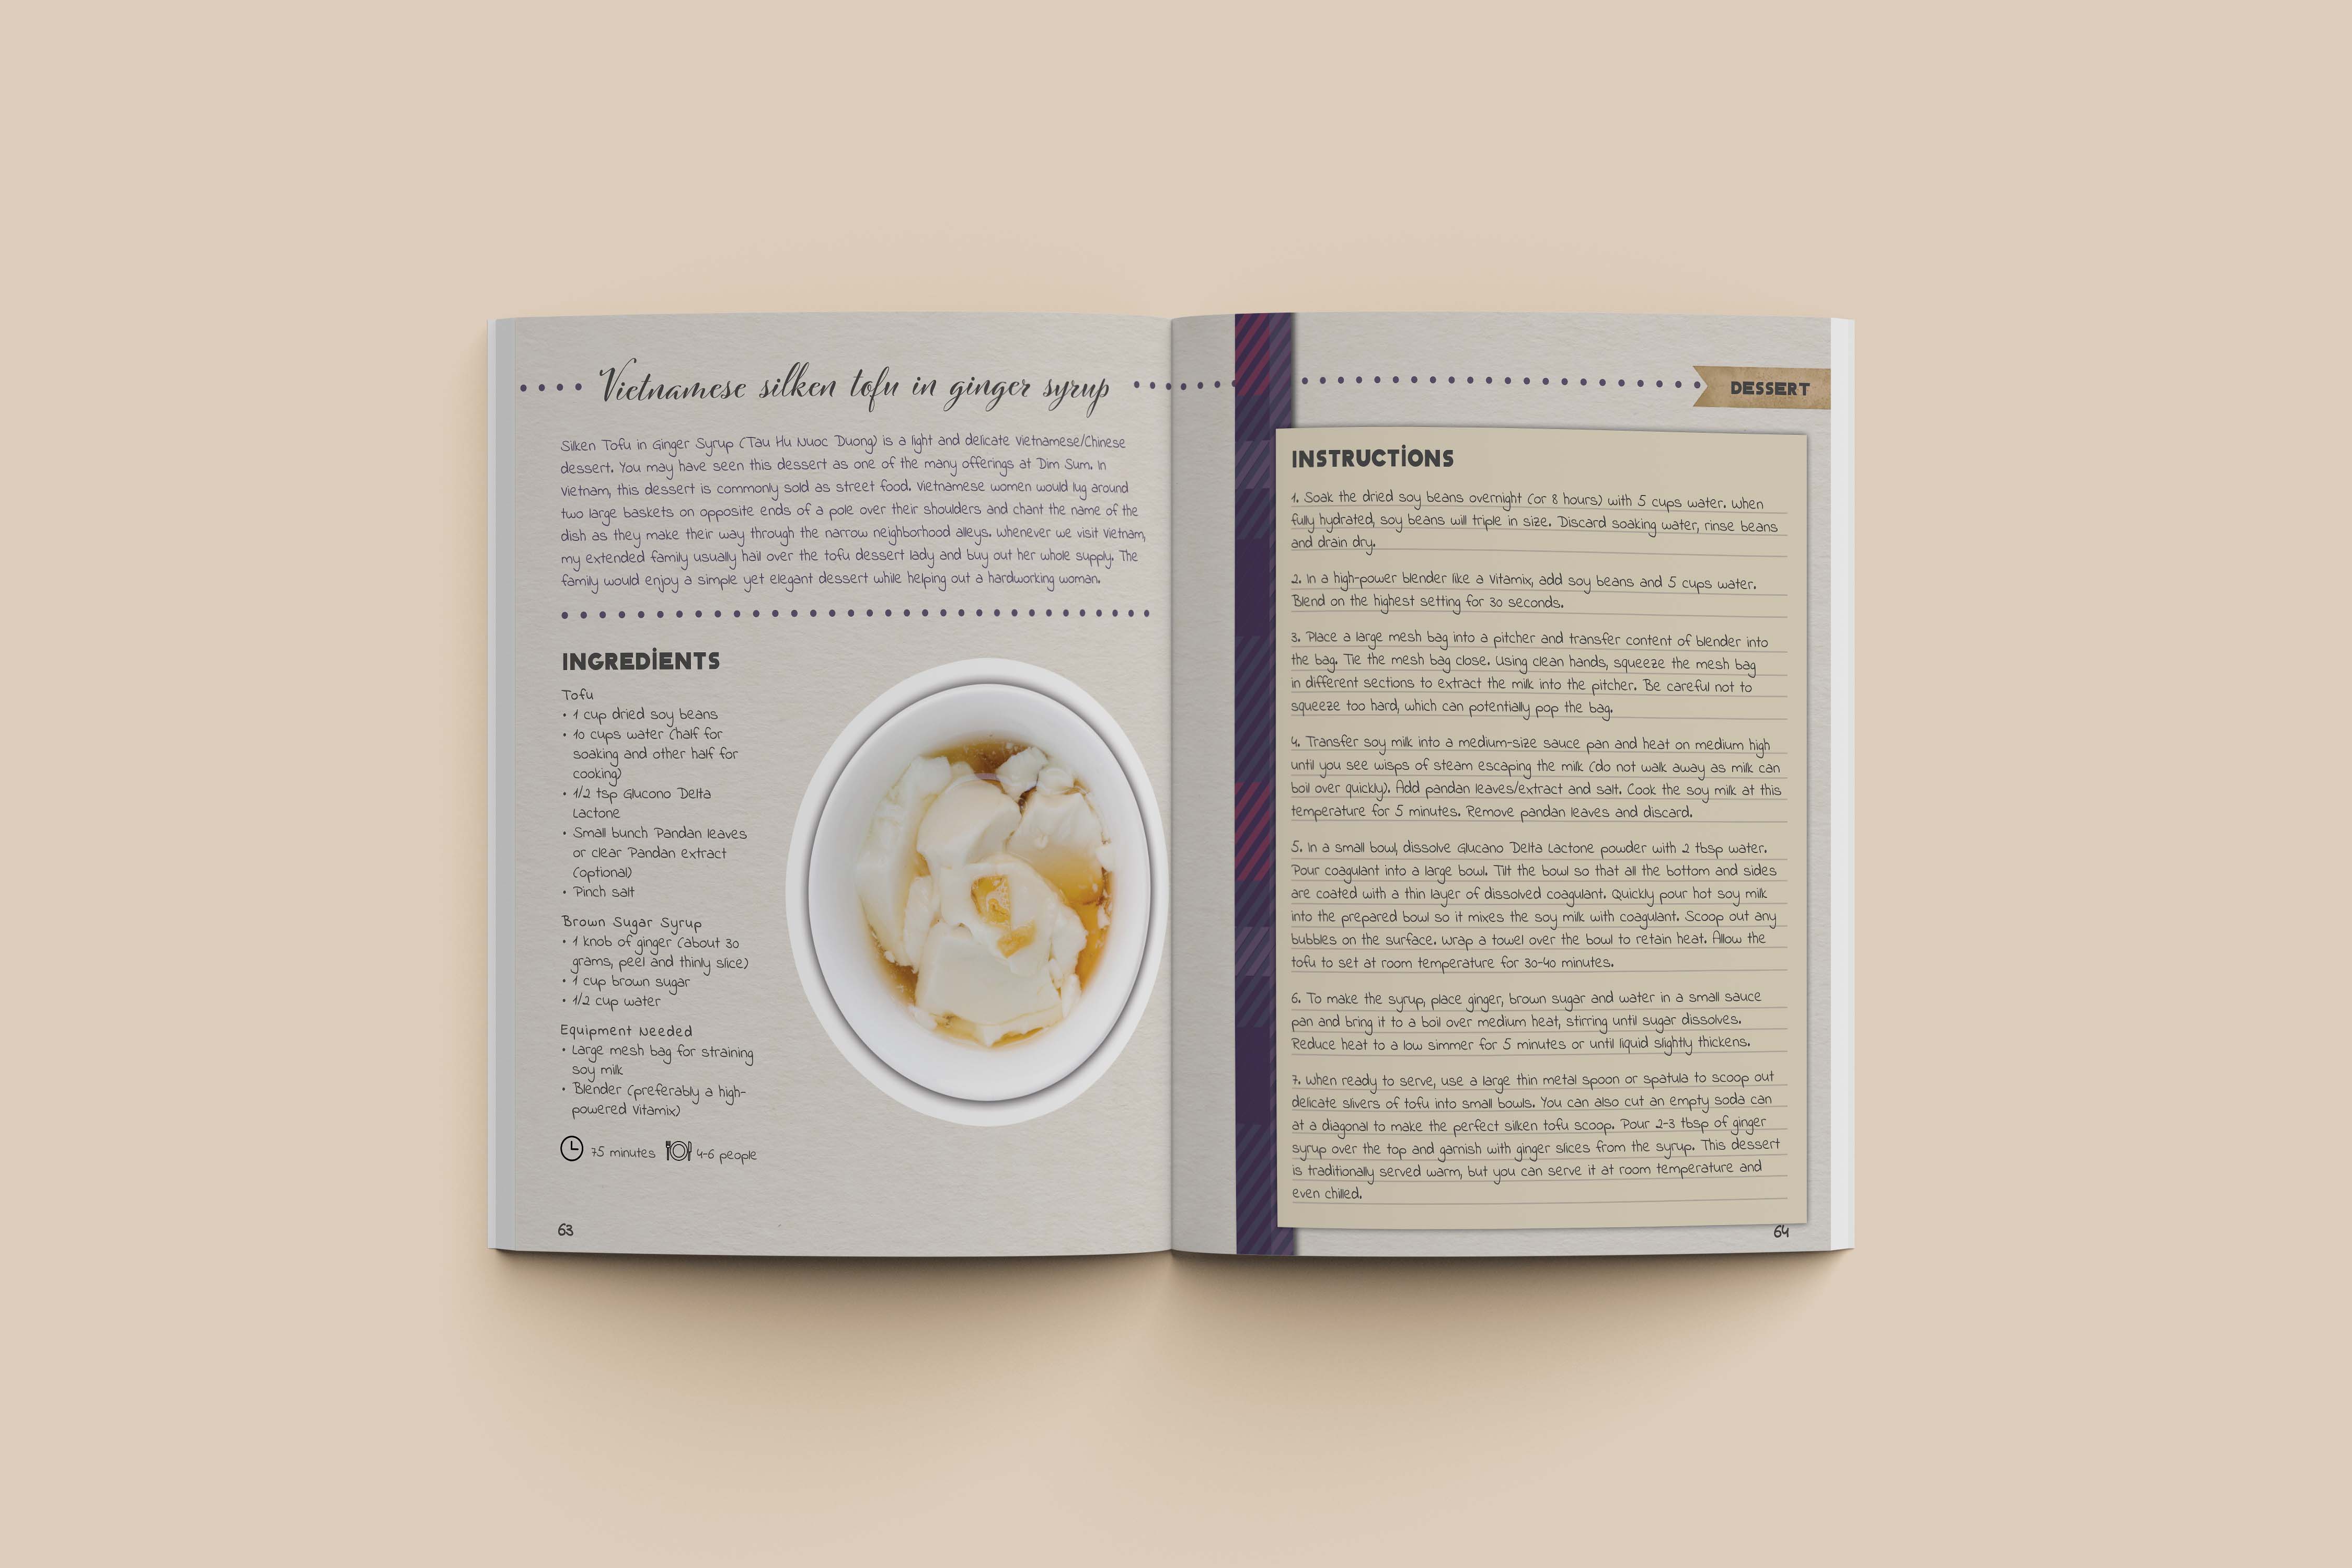 Vietnamese silken tofu in ginger syrup
Silken Tofu in Ginger Syrup (Tau Hu Nuoc Duong) is a light and delicate Vietnamese/Chinese
dessert. You may have seen this dessert as one of the many offerings at Dim Sum. In
Vietnam, this dessert is commonly sold as street food. Vietnamese women would lug around
two large baskets on opposite ends of a pole over their shoulders and chant the name of the
dish as they make their way through the narrow neighborhood alleys. Whenever we visit Vietnam,
my extended family usually hail over the tofu dessert lady and buy out her whole supply. The
family would enjoy a simple yet elegant dessert while helping out a hardworking woman.
INGREDIENTS
Tofu
• 1 cup dried soy beans
• 10 cups water (half for
soaking and other half for
cooking)
• 1/2 tsp Glucono Delta
Lactone
• Small bunch Pandan leaves
or clear Pandan extract
(optional)
• Pinch salt
Brown Sugar Syrup
• 1 knob of ginger (about 30
grams, peel and thinly slice)
• 1 cup brown sugar
• 1/2 cup water
Equipment Needed
• Large mesh bag for straining
soy milk
• Blender (preferably a high-
powered Vitamix)
75 minutes 4-6 people
63
DESSERT
INSTRUCTIONS
1. Soak the dried soy beans overnight (or 8 hours) with 5 cups water. When
fully hydrated, soy beans will triple in size. Discard soaking water, rinse beans
and drain dry.
2. In a high-power blender like a Vitamix, add soy beans and 5 cups water.
Blend on the highest setting for 30 seconds.
3. Place a large mesh bag into a pitcher and transfer content of blender into
the bag. Tie the mesh bag close. Using clean hands, squeeze the mesh bag
in different sections to extract the milk into the pitcher. Be careful not to
squeeze too hard, which can potentially pop the bag.
4. Transfer soy milk into a medium-size sauce pan and heat on medium high
until you see wisps of steam escaping the milk (do not walk away as milk can
boil over quickly). Add pandan leaves/extract and salt. Cook the soy milk at this
temperature for 5 minutes. Remove pandan leaves and discard.
5. In a small bowl, dissolve Glucano Delta Lactone powder with 2 tbsp water.
Pour coagulant into a large bowl. Tilt the bowl so that all the bottom and sides
are coated with a thin layer of dissolved coagulant. Quickly pour hot soy milk
into the prepared bowl so it mixes the soy milk with coagulant. Scoop out any
bubbles on the surface. Wrap a towel over the bowl to retain heat. Allow the
tofu to set at room temperature for 30-40 minutes.
6. To make the syrup, place ginger, brown sugar and water in a small sauce
pan and bring it to a boil over medium heat, stirring until sugar dissolves.
Reduce heat to a low simmer for 5 minutes or until liquid slightly thickens.
7. When ready to serve, use a large thin metal spoon or spatula to scoop out
delicate slivers of tofu into small bowls. You can also cut an empty soda can
at a diagonal to make the perfect silken tofu scoop. Pour 2-3 tbsp of ginger
syrup over the top and garnish with ginger slices from the syrup. This dessert
is traditionally served warm, but you can serve it at room temperature and
even chilled.
64